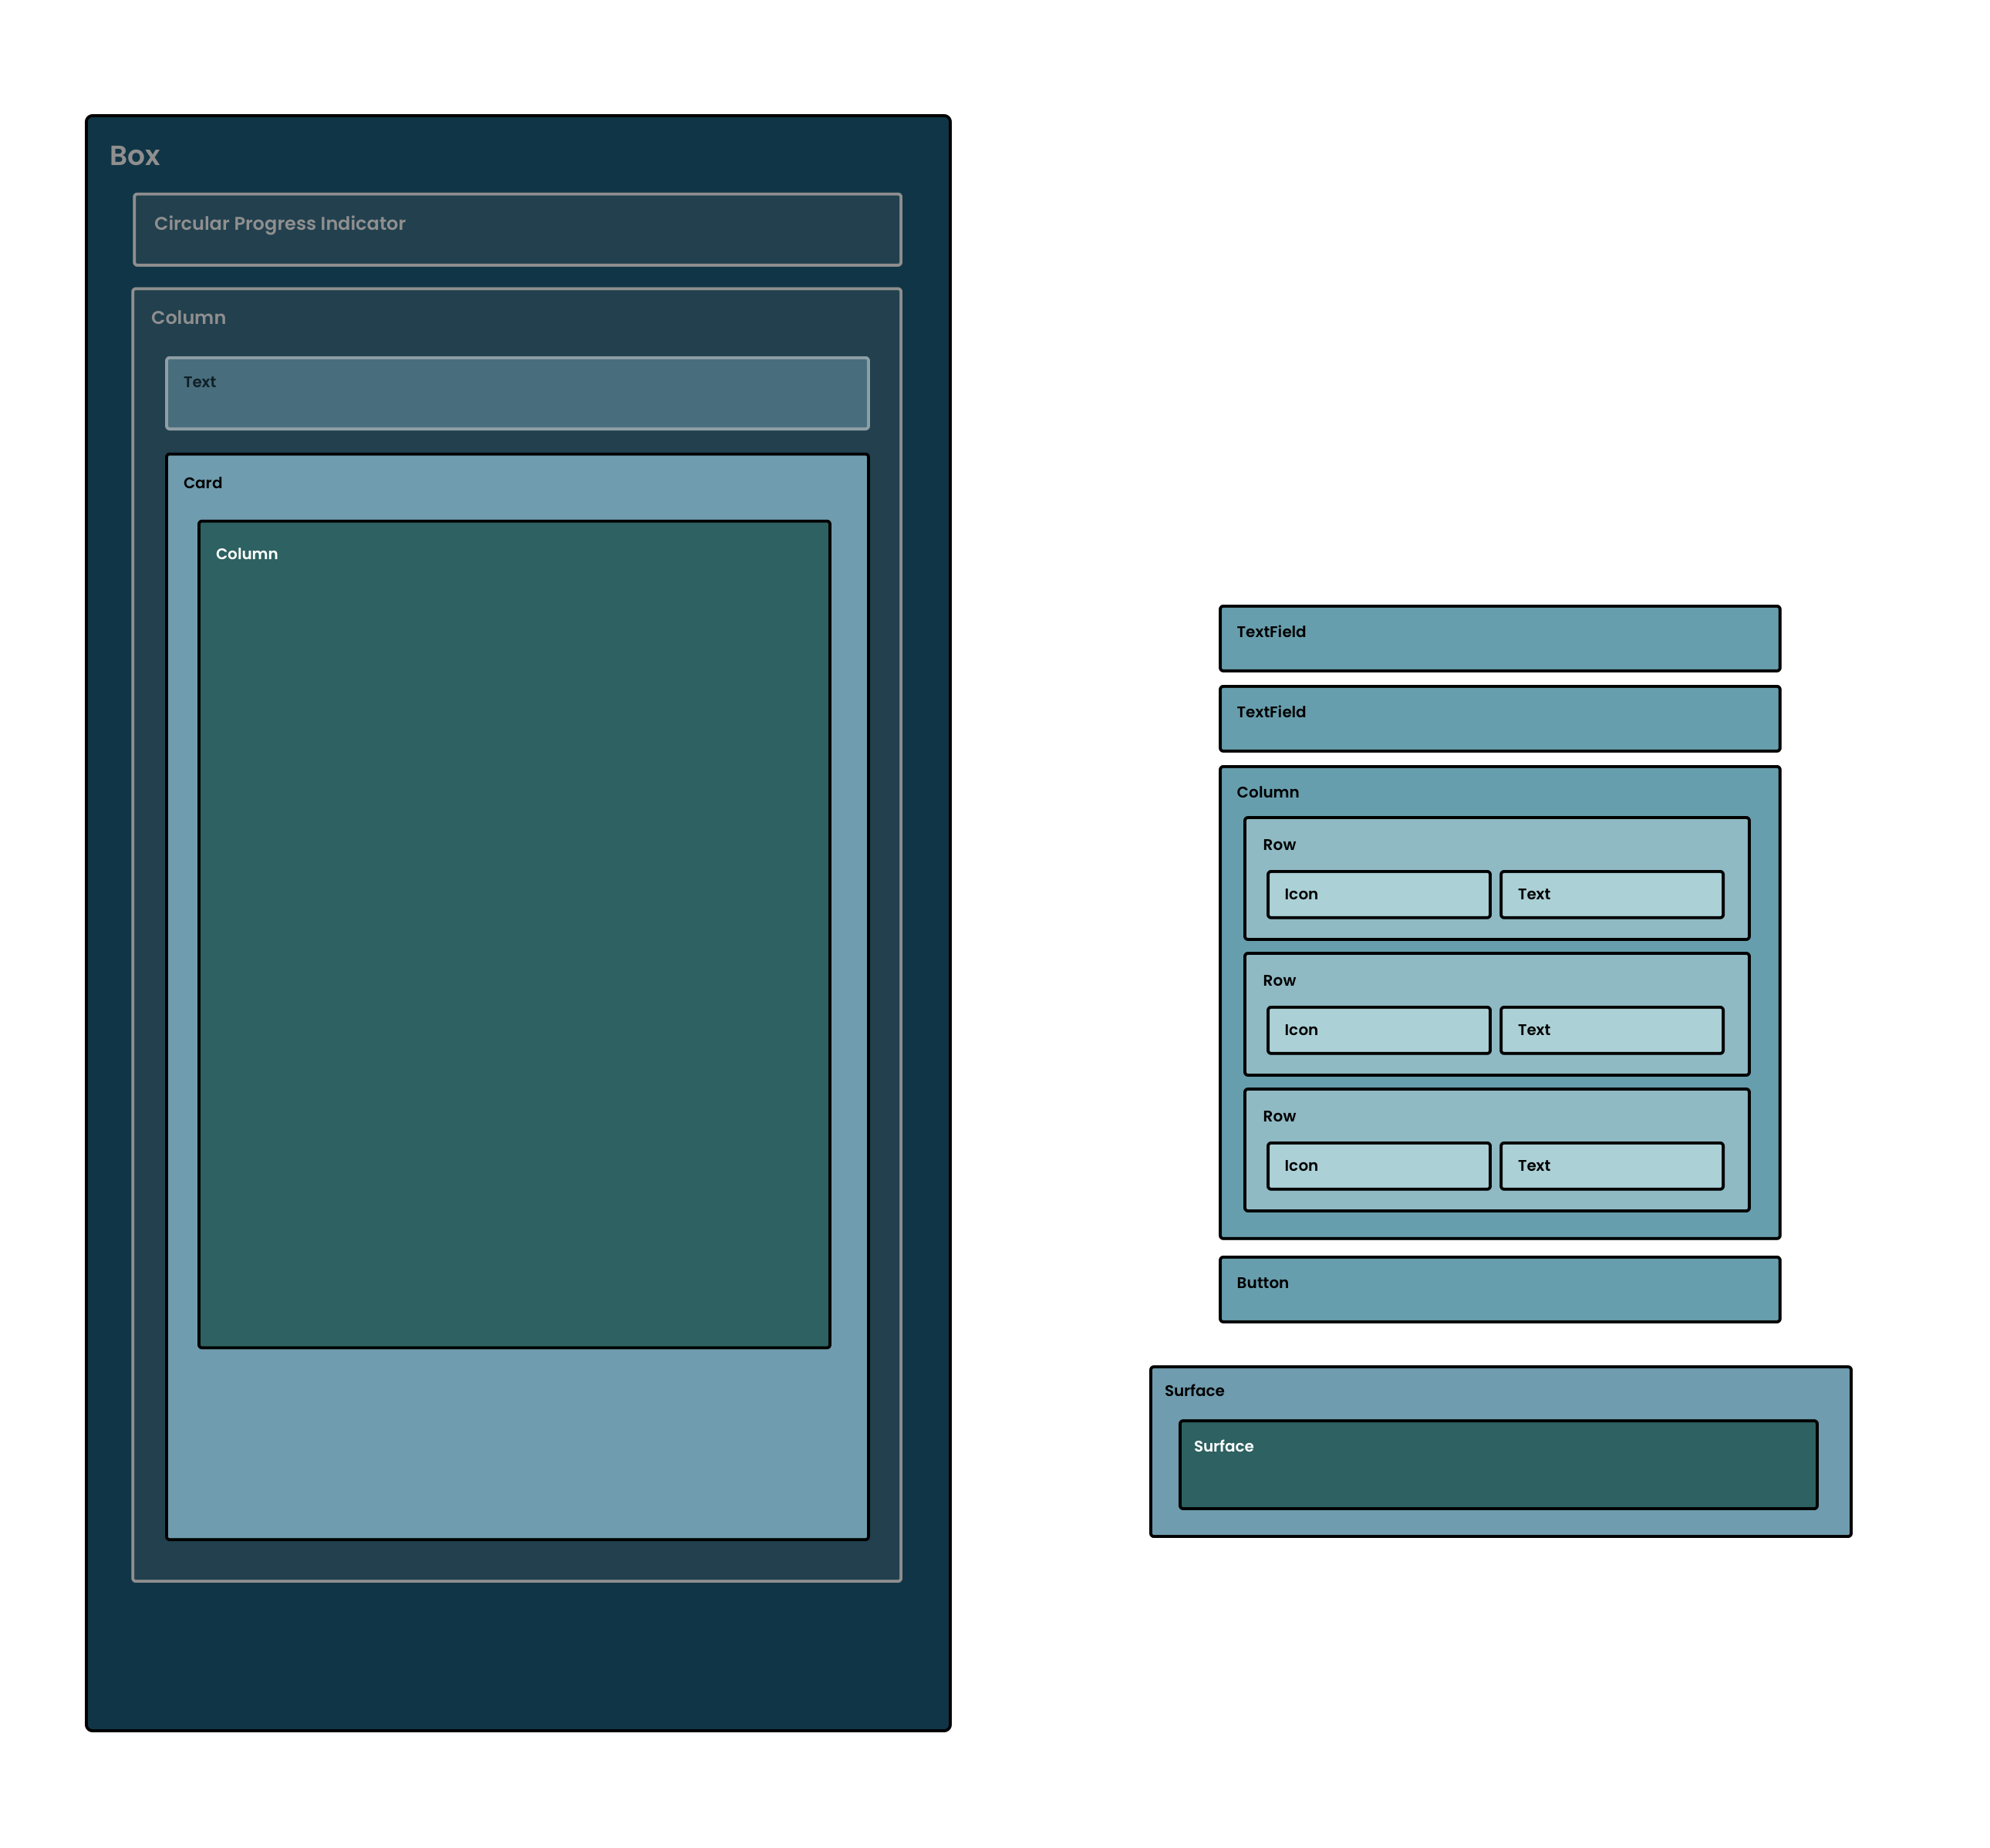 Box
Circular Progress Indicator
Column
Text
Card
Column
TextField
TextField
Column
Row
Icon Text
Row
Icon Text
Row
Icon Text
Button
Surface
Surface